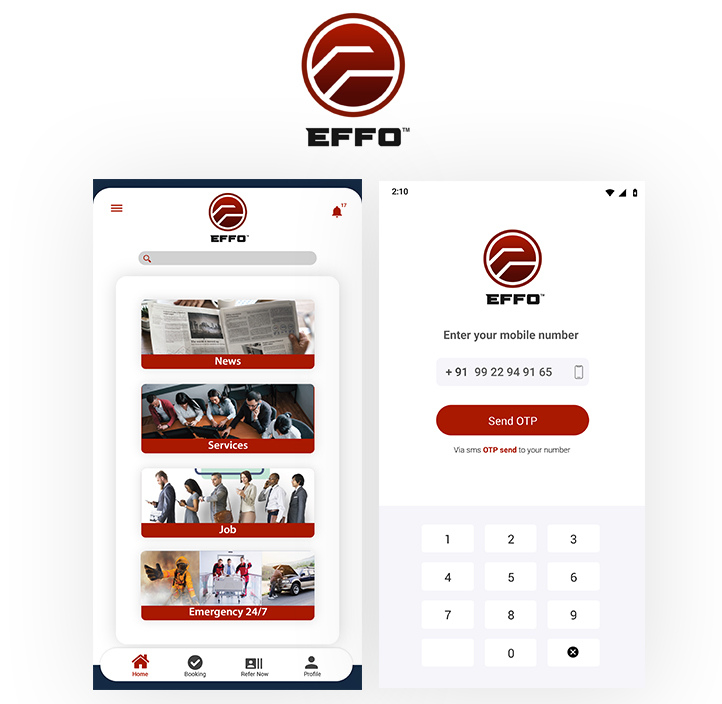 EFFO™
EFFO™
17
News
Services
Job
Emergency 24/7
Home
Booking
Refer Now
Profile
2:10
EFFO™
Enter your mobile number
+ 91 99 22 94 91 65
Send OTP
Via sms OTP send to your number
1 2 3
4 5 6
7 8 9
0